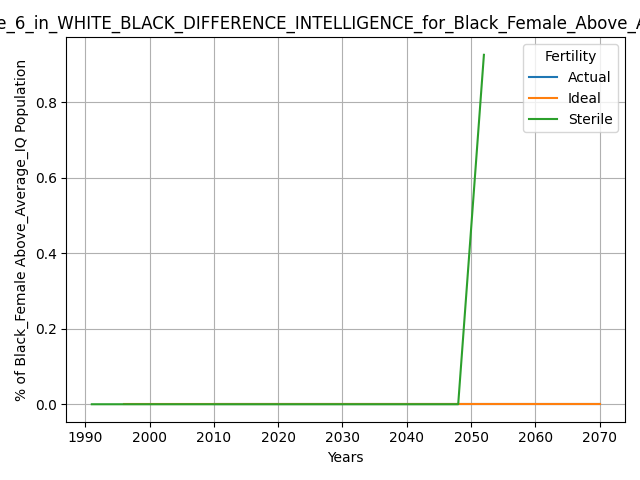 e_6_in_WHITE_BLACK_DIFFERENCE_INTELLIGENCE_for_Black_Female_Above_A
% of Black_Female Above_Average_IQ Population
0.8
0.6
0.4
0.2
0.0
Fertility
Actual
Ideal
Sterile
1990 2000 2010 2020 2030 2040 2050 2060 2070
Years